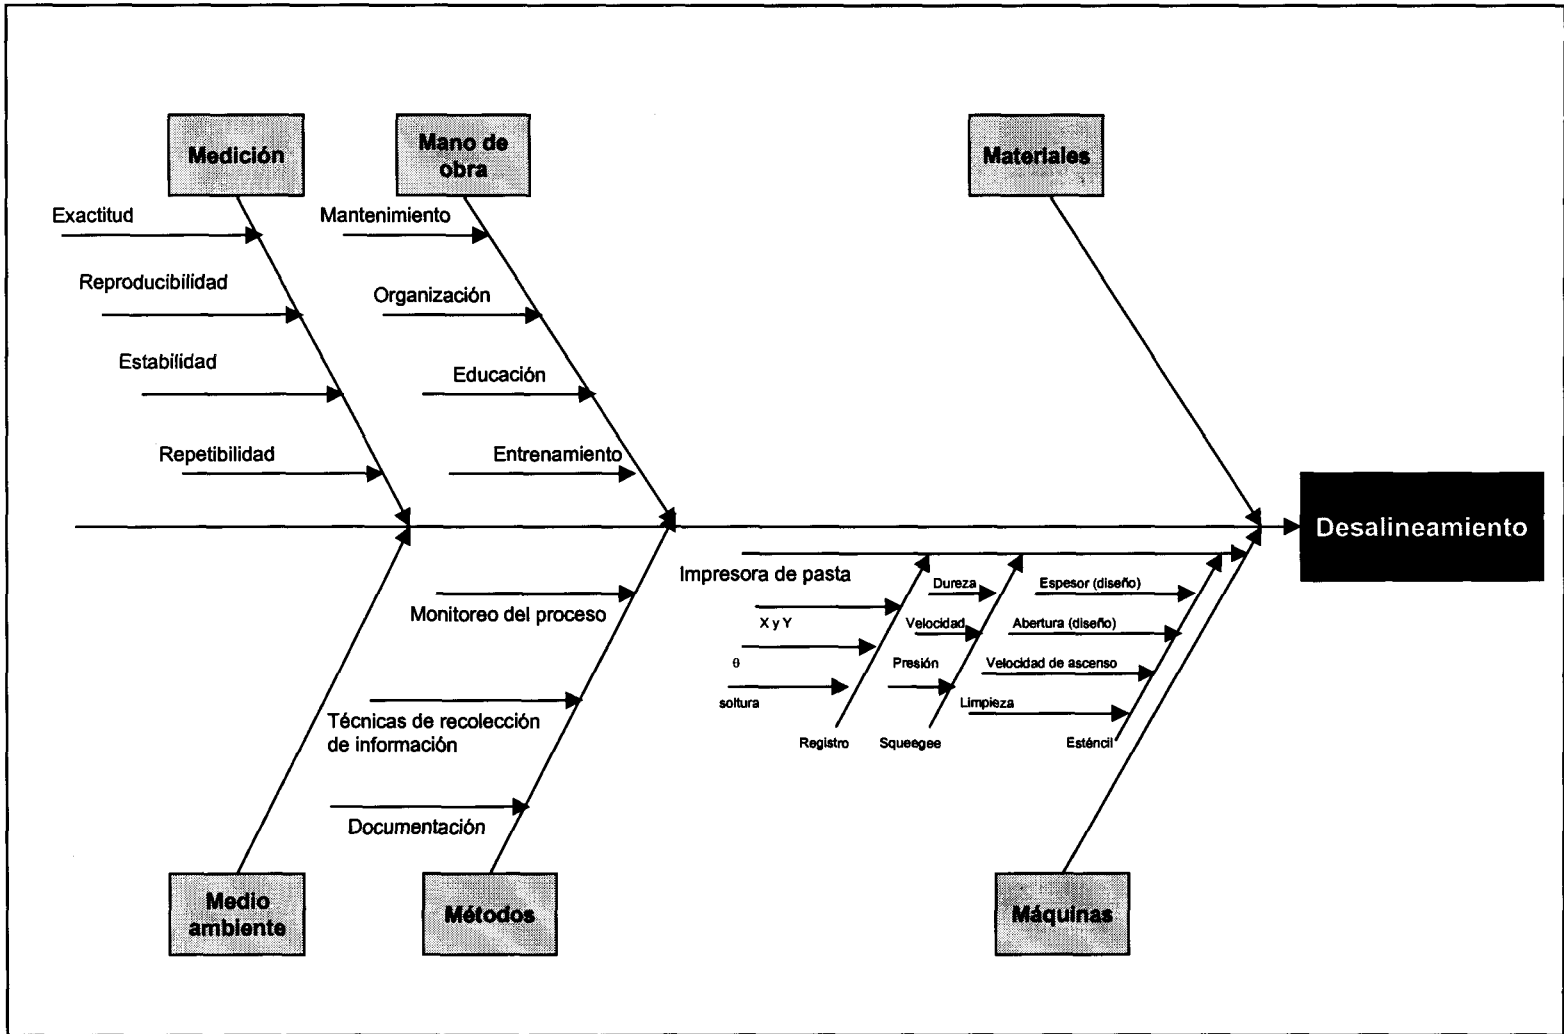 Medición
Mano de
obra
Materiales
Exactitud
Mantenimiento
Reproducibilidad
Organización
Estabilidad
Educación
Repetibilidad
Entrenamiento
Desalineamiento
Impresora de pasta
Dureza
Espesor (diseño)
Monitoreo del proceso
X y Y
Velocidad
Abertura (diseño)
θ
Presión
Velocidad de ascenso
soltura
Limpieza
Técnicas de recolección
de información
Registro
Squeegee
Esténcil
Documentación
Medio
ambiente
Métodos
Máquinas